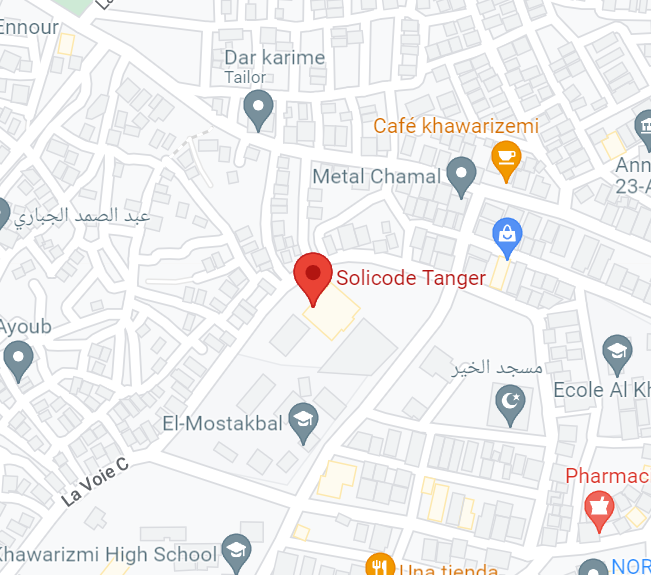 La
Ennour
Dar karime
Tailor
Café khawarizemi
Metal Chamal
Ann
23-A
عبد الصمد الجباري
Solicode Tanger
Ayoub
مسجد الخير
Ecole Al Kh
El-Mostakbal
La Voie C
Pharmac
Khawarizmi High School
Una tienda
NOR